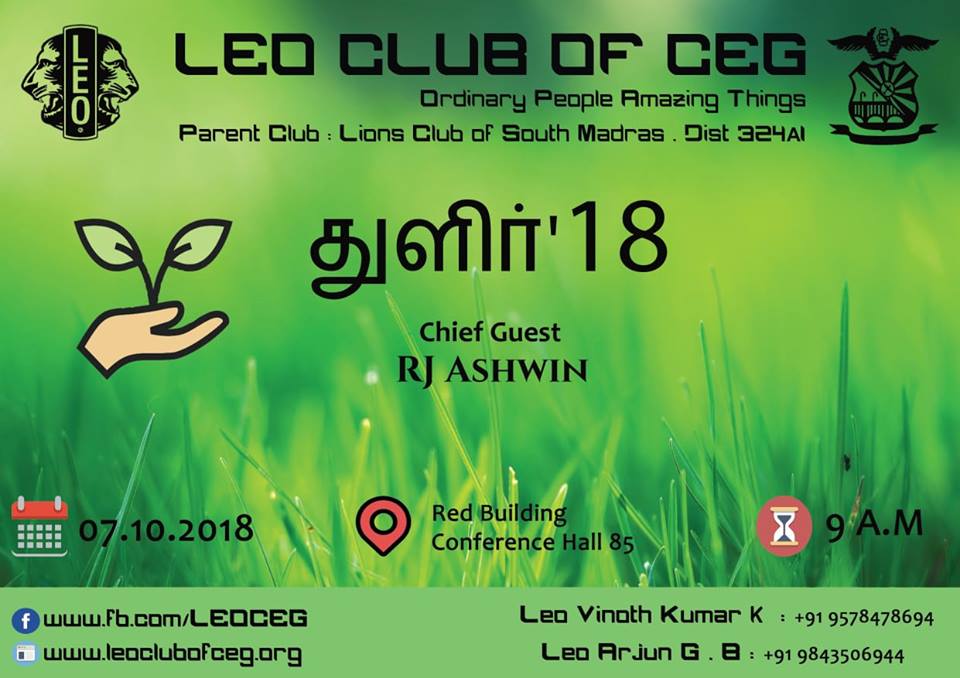 LEO
LEO CLUB OF CEG
Ordinary People Amazing Things
Parent Club : Lions Club of South Madras . Dist 324A1
துளிர்'18
Chief Guest
RJ ASHWIN
07.10.2018
Red Building
Conference Hall 85
9 A.M
www.fb.com/LEOCEG
www.leoclubofceg.org
Leo Vinoth Kumar K : +91 9578478694
Leo Arjun G . B : +91 9843506944